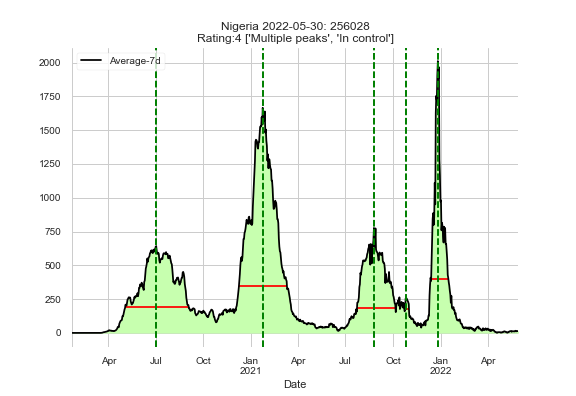 Nigeria 2022-05-30: 256028
Rating:4 ['Multiple peaks', 'In control']
Average-7d
2000
1750
1500
1250
1000
750
500
250
0
Apr Jul Oct Jan Apr Jul Oct Jan Apr
2021 2022
Date